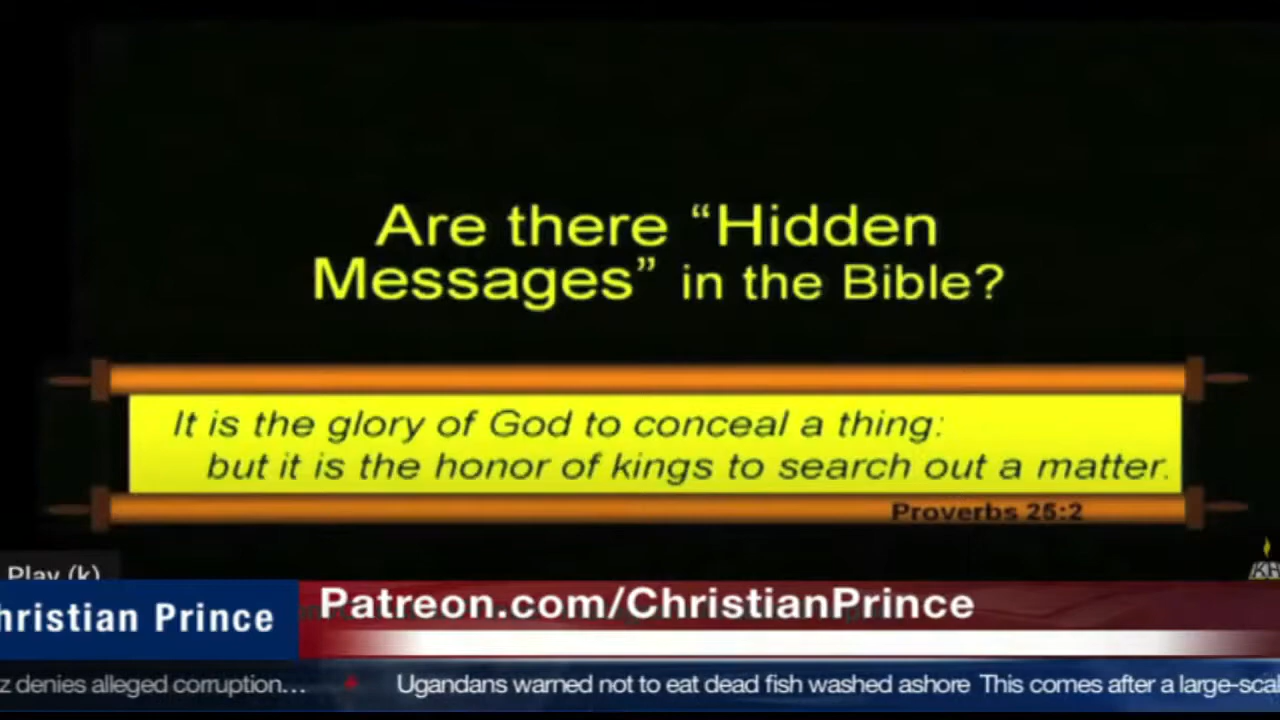 Are there “Hidden
Messages” in the Bible?
It is the glory of God to conceal a thing:
but it is the honor of kings to search out a matter.
Proverbs 25:2
Play (k)
KH
hristian Prince
Patreon.com/ChristianPrince
z denies alleged corruption... Ugandans warned not to eat dead fish washed ashore This comes after a large-scal